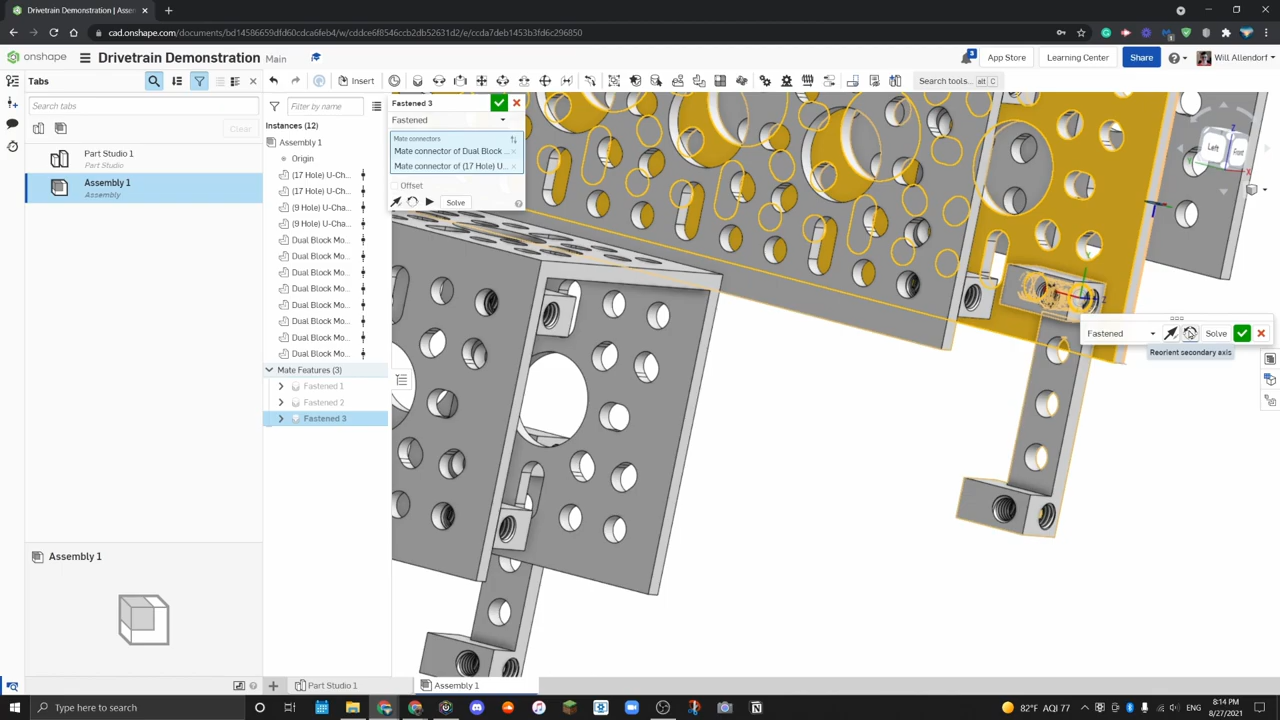 Drivetrain Demonstration | Assem
cad.onshape.com/documents/bd14586659dfd60cdca6feb4/w/cddce6f8546ccb2db52631d2/e/ccda7deb1453b3fd6c296850
onshape
Drivetrain Demonstration
Main
3
App Store
Learning Center
Share
Will Allendorf
Tabs
Insert
Search tools...
alt
C
Search tabs
Clear
Part Studio 1
Part Studio
Assembly 1
Assembly
Filter by name
Instances (12)
Assembly 1
Origin
(17 Hole) U-Cha...
(17 Hole) U-Cha...
(9 Hole) U-Cha...
(9 Hole) U-Cha...
Dual Block Mo...
Dual Block Mo...
Dual Block Mo...
Dual Block Mo...
Dual Block Mo...
Dual Block Mo...
Dual Block Mo...
Dual Block Mo...
Mate Features (3)
Fastened 1
Fastened 2
Fastened 3
Fastened 3
Fastened
Mate connectors
Mate connector of Dual Block ...
Mate connector of (17 Hole) U...
Offset
Solve
Left
Front
Z
X
Y
Z
Fastened
Solve
Reorient secondary axis
Assembly 1
Part Studio 1
Assembly 1
Type here to search
82°F AQI 77
ENG
8:14 PM
8/27/2021